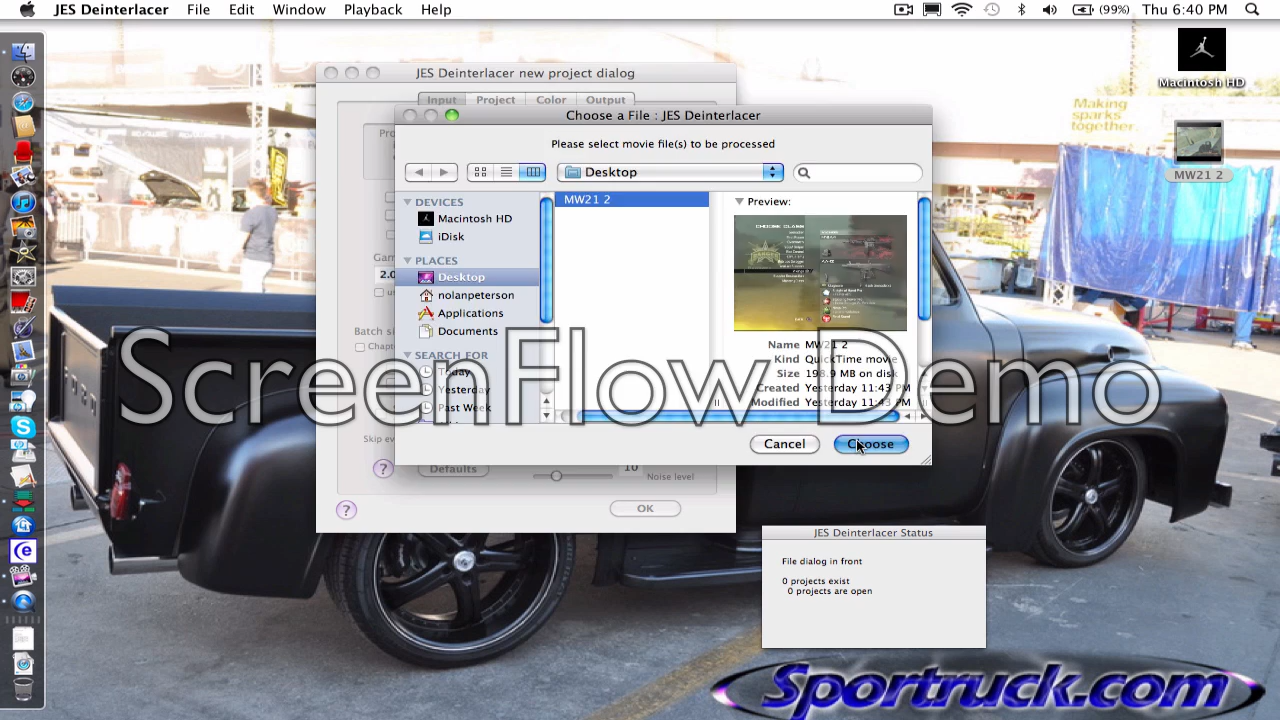 JES Deinterlacer File Edit Window Playback Help (99%) Thu 6:40 PM
Macintosh HD
Making
sparks
together.
MW21 2
JES Deinterlacer new project dialog
Input Project Color Output
Choose a File : JES Deinterlacer
Please select movie file(s) to be processed
Desktop
DEVICES
Macintosh HD
iDisk
PLACES
Desktop
nolanpeterson
Applications
Documents
SEARCH FOR
Today
Yesterday
Past Week
MW21 2
Preview:
CHOOSE CLASS
Name MW21 2
Kind QuickTime movie
Size 198.9 MB on disk
Created Yesterday 11:43 PM
Modified Yesterday 11:43 PM
Cancel Choose
2.0
Defaults
10
Noise level
OK
ScreenFlow Demo
JES Deinterlacer Status
File dialog in front
0 projects exist
0 projects are open
Sportruck.com